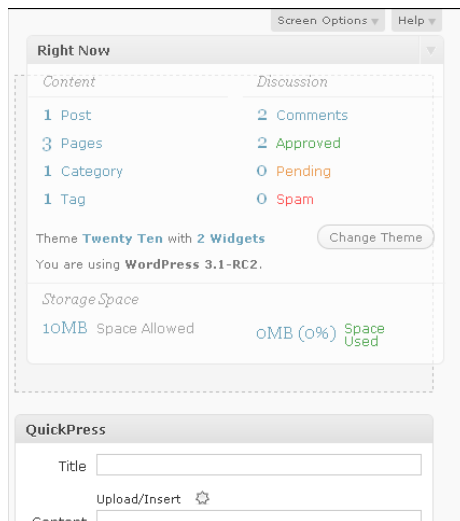 Screen Options Help
Right Now
Content Discussion
1 Post 2 Comments
3 Pages 2 Approved
1 Category 0 Pending
1 Tag 0 Spam
Theme Twenty Ten with 2 Widgets Change Theme
You are using WordPress 3.1-RC2.
Storage Space
10MB Space Allowed 0MB (0%) Space Used
QuickPress
Title
Upload/Insert
Content